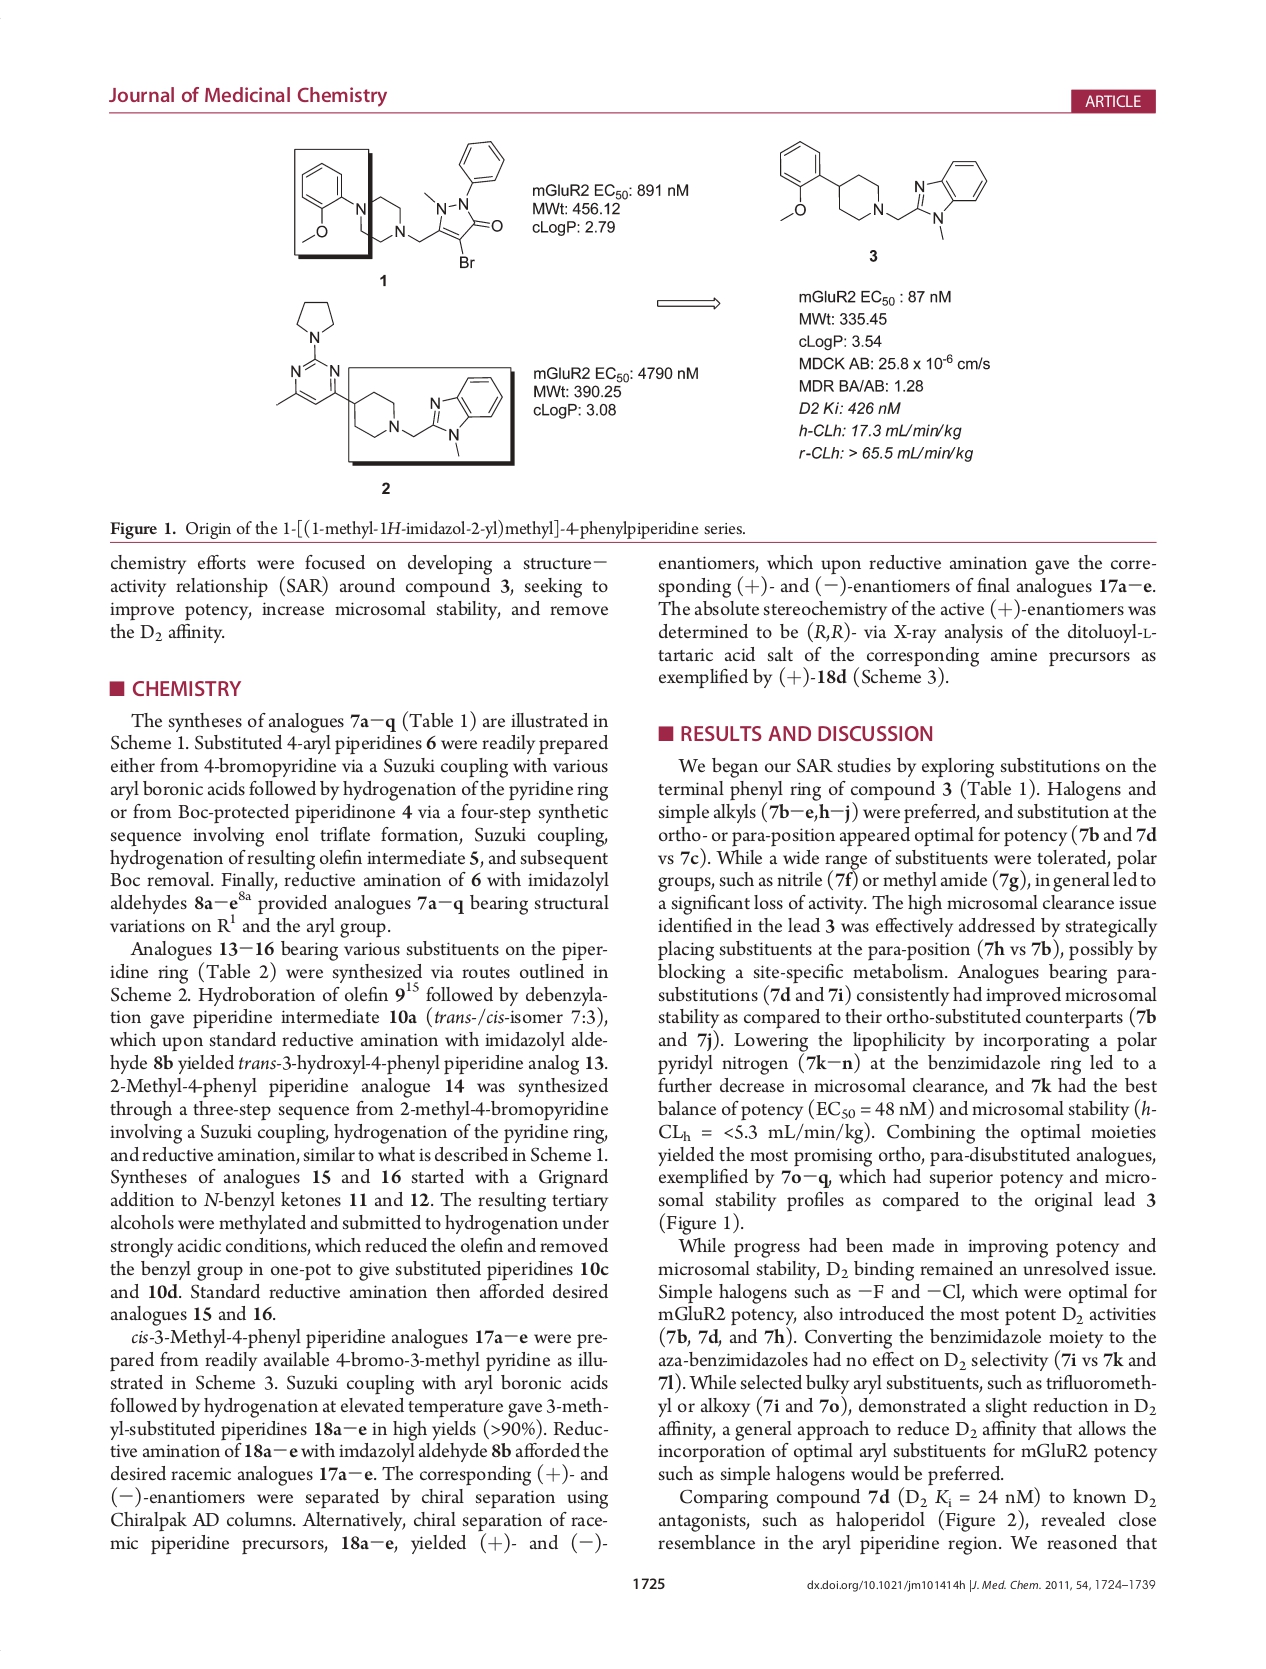 Journal of Medicinal Chemistry
ARTICLE
N
N
O
N
N
O
Br
1
mGluR2 EC50: 891 nM
MWt: 456.12
cLogP: 2.79
O
N
N
N
3
N
N
N
N
N
N
2
mGluR2 EC50: 4790 nM
MWt: 390.25
cLogP: 3.08
mGluR2 EC50 : 87 nM
MWt: 335.45
cLogP: 3.54
MDCK AB: 25.8 x 10-6 cm/s
MDR BA/AB: 1.28
D2 Ki: 426 nM
h-CLh: 17.3 mL/min/kg
r-CLh: > 65.5 mL/min/kg
Figure 1. Origin of the 1-[(1-methyl-1H-imidazol-2-yl)methyl]-4-phenylpiperidine series.
chemistry efforts were focused on developing a structure−
activity relationship (SAR) around compound 3, seeking to
improve potency, increase microsomal stability, and remove
the D2 affinity.
■ CHEMISTRY
The syntheses of analogues 7a−q (Table 1) are illustrated in
Scheme 1. Substituted 4-aryl piperidines 6 were readily prepared
either from 4-bromopyridine via a Suzuki coupling with various
aryl boronic acids followed by hydrogenation of the pyridine ring
or from Boc-protected piperidinone 4 via a four-step synthetic
sequence involving enol triflate formation, Suzuki coupling,
hydrogenation of resulting olefin intermediate 5, and subsequent
Boc removal. Finally, reductive amination of 6 with imidazolyl
aldehydes 8a−e8a provided analogues 7a−q bearing structural
variations on R1 and the aryl group.
Analogues 13−16 bearing various substituents on the piper-
idine ring (Table 2) were synthesized via routes outlined in
Scheme 2. Hydroboration of olefin 915 followed by debenzyla-
tion gave piperidine intermediate 10a (trans-/cis-isomer 7:3),
which upon standard reductive amination with imidazolyl alde-
hyde 8b yielded trans-3-hydroxyl-4-phenyl piperidine analog 13.
2-Methyl-4-phenyl piperidine analogue 14 was synthesized
through a three-step sequence from 2-methyl-4-bromopyridine
involving a Suzuki coupling, hydrogenation of the pyridine ring,
and reductive amination, similar to what is described in Scheme 1.
Syntheses of analogues 15 and 16 started with a Grignard
addition to N-benzyl ketones 11 and 12. The resulting tertiary
alcohols were methylated and submitted to hydrogenation under
strongly acidic conditions, which reduced the olefin and removed
the benzyl group in one-pot to give substituted piperidines 10c
and 10d. Standard reductive amination then afforded desired
analogues 15 and 16.
cis-3-Methyl-4-phenyl piperidine analogues 17a−e were pre-
pared from readily available 4-bromo-3-methyl pyridine as illu-
strated in Scheme 3. Suzuki coupling with aryl boronic acids
followed by hydrogenation at elevated temperature gave 3-meth-
yl-substituted piperidines 18a−e in high yields (>90%). Reduc-
tive amination of 18a−e with imdazolyl aldehyde 8b afforded the
desired racemic analogues 17a−e. The corresponding (+)- and
(−)-enantiomers were separated by chiral separation using
Chiralpak AD columns. Alternatively, chiral separation of race-
mic piperidine precursors, 18a−e, yielded (+)- and (−)-
enantiomers, which upon reductive amination gave the corre-
sponding (+)- and (−)-enantiomers of final analogues 17a−e.
The absolute stereochemistry of the active (+)-enantiomers was
determined to be (R,R)- via X-ray analysis of the ditoluoyl-L-
tartaric acid salt of the corresponding amine precursors as
exemplified by (+)-18d (Scheme 3).
■ RESULTS AND DISCUSSION
We began our SAR studies by exploring substitutions on the
terminal phenyl ring of compound 3 (Table 1). Halogens and
simple alkyls (7b−e,h−j) were preferred, and substitution at the
ortho- or para-position appeared optimal for potency (7b and 7d
vs 7c). While a wide range of substituents were tolerated, polar
groups, such as nitrile (7f) or methyl amide (7g), in general led to
a significant loss of activity. The high microsomal clearance issue
identified in the lead 3 was effectively addressed by strategically
placing substituents at the para-position (7h vs 7b), possibly by
blocking a site-specific metabolism. Analogues bearing para-
substitutions (7d and 7i) consistently had improved microsomal
stability as compared to their ortho-substituted counterparts (7b
and 7j). Lowering the lipophilicity by incorporating a polar
pyridyl nitrogen (7k−n) at the benzimidazole ring led to a
further decrease in microsomal clearance, and 7k had the best
balance of potency (EC50 = 48 nM) and microsomal stability (h-
CLh = <5.3 mL/min/kg). Combining the optimal moieties
yielded the most promising ortho, para-disubstituted analogues,
exemplified by 7o−q, which had superior potency and micro-
somal stability profiles as compared to the original lead 3
(Figure 1).
While progress had been made in improving potency and
microsomal stability, D2 binding remained an unresolved issue.
Simple halogens such as −F and −Cl, which were optimal for
mGluR2 potency, also introduced the most potent D2 activities
(7b, 7d, and 7h). Converting the benzimidazole moiety to the
aza-benzimidazoles had no effect on D2 selectivity (7i vs 7k and
7l). While selected bulky aryl substituents, such as trifluorometh-
yl or alkoxy (7i and 7o), demonstrated a slight reduction in D2
affinity, a general approach to reduce D2 affinity that allows the
incorporation of optimal aryl substituents for mGluR2 potency
such as simple halogens would be preferred.
Comparing compound 7d (D2 Ki = 24 nM) to known D2
antagonists, such as haloperidol (Figure 2), revealed close
resemblance in the aryl piperidine region. We reasoned that
1725
dx.doi.org/10.1021/jm101414h |J. Med. Chem. 2011, 54, 1724–1739